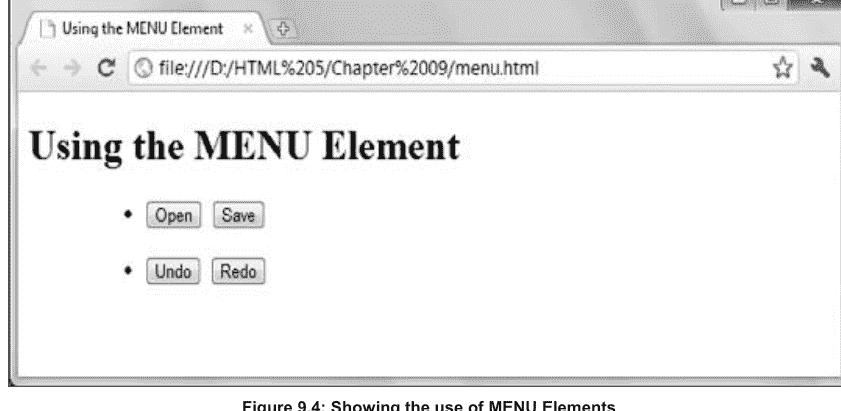 Using the MENU Element
file:///D:/HTML%205/Chapter%2009/menu.html
Using the MENU Element
• Open Save
• Undo Redo
Figure 9.4: Showing the use of MENU Elements